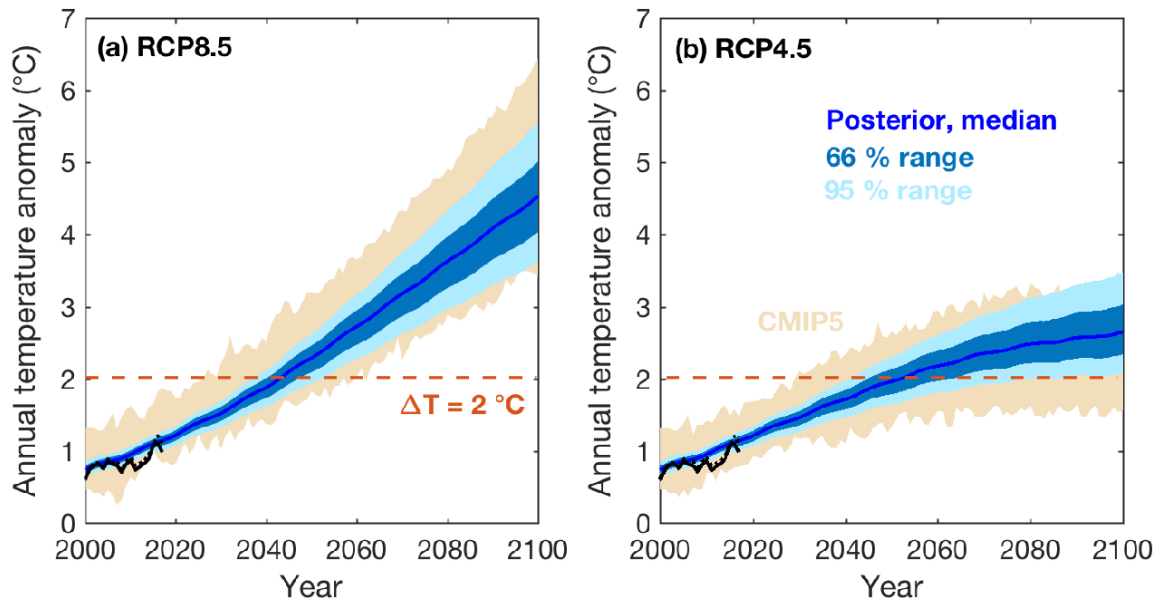 (a) RCP8.5
Annual temperature anomaly (°C)
7
6
5
4
3
2
1
0
ΔT = 2 °C
2000 2020 2040 2060 2080 2100
Year
(b) RCP4.5
Annual temperature anomaly (°C)
7
6
5
4
3
2
1
0
Posterior, median
66 % range
95 % range
CMIP5
2000 2020 2040 2060 2080 2100
Year